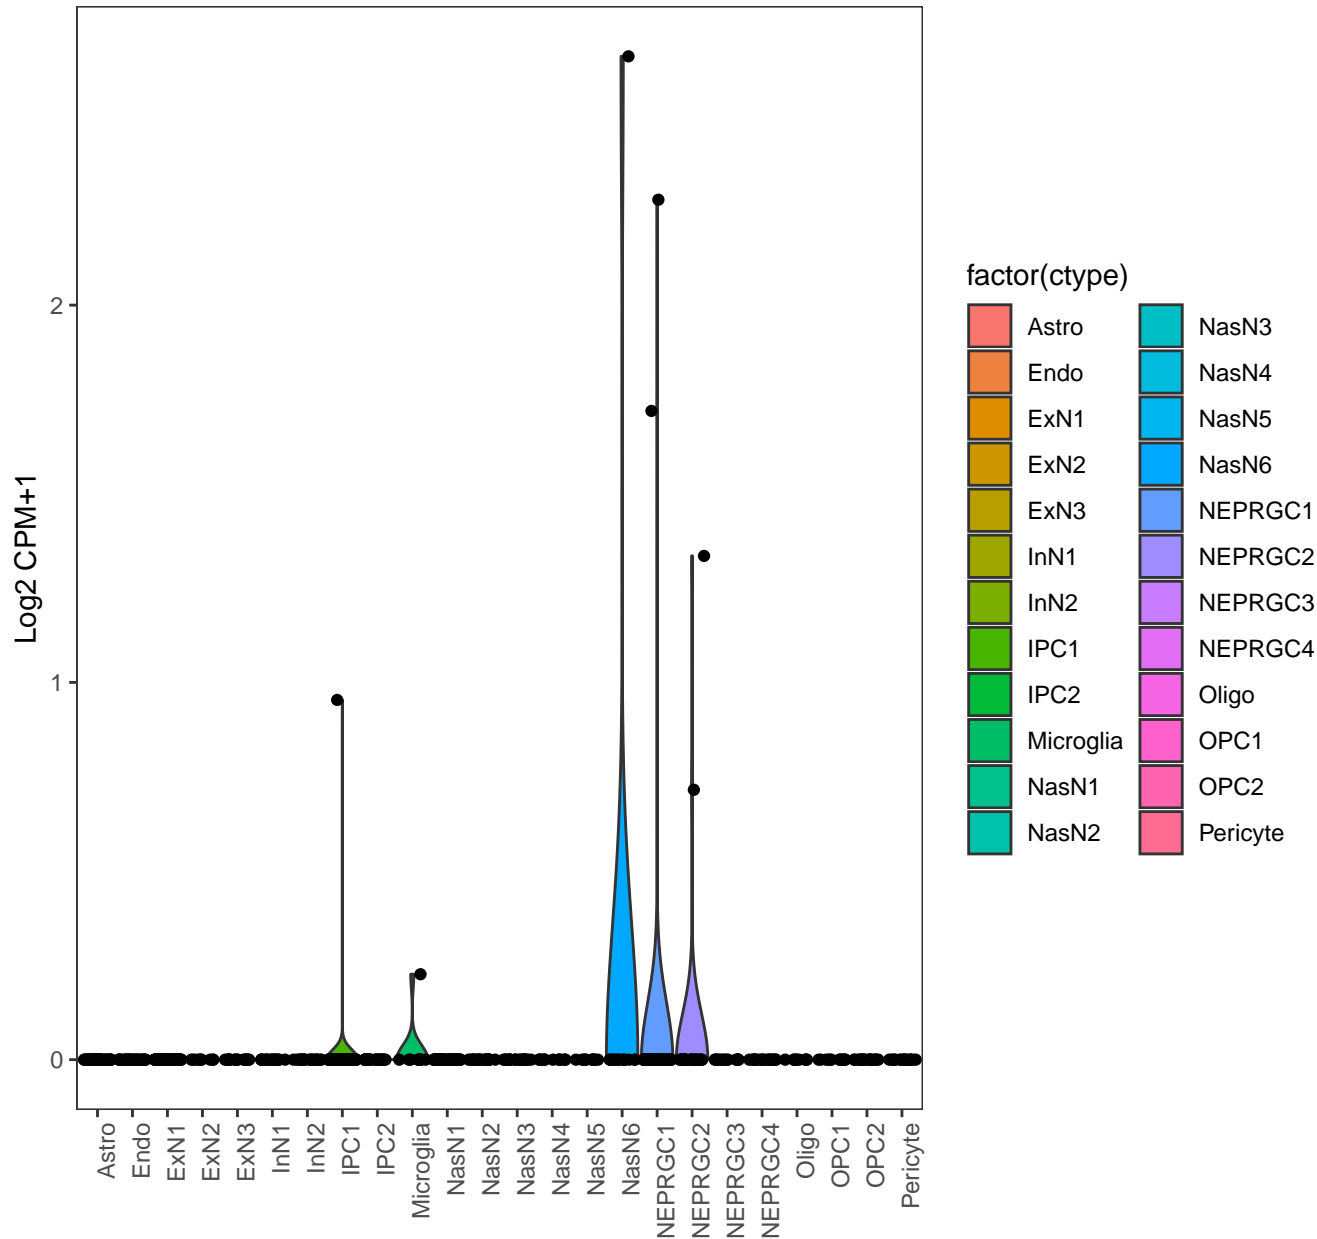 Log2 CPM+1
2
1
0
Astro
Endo
ExN1
ExN2
ExN3
InN1
InN2
IPC1
IPC2
Microglia
NasN1
NasN2
NasN3
NasN4
NasN5
NasN6
NEPRGC1
NEPRGC2
NEPRGC3
NEPRGC4
Oligo
OPC1
OPC2
Pericyte
factor(ctype)
Astro
Endo
ExN1
ExN2
ExN3
InN1
InN2
IPC1
IPC2
Microglia
NasN1
NasN2
NasN3
NasN4
NasN5
NasN6
NEPRGC1
NEPRGC2
NEPRGC3
NEPRGC4
Oligo
OPC1
OPC2
Pericyte